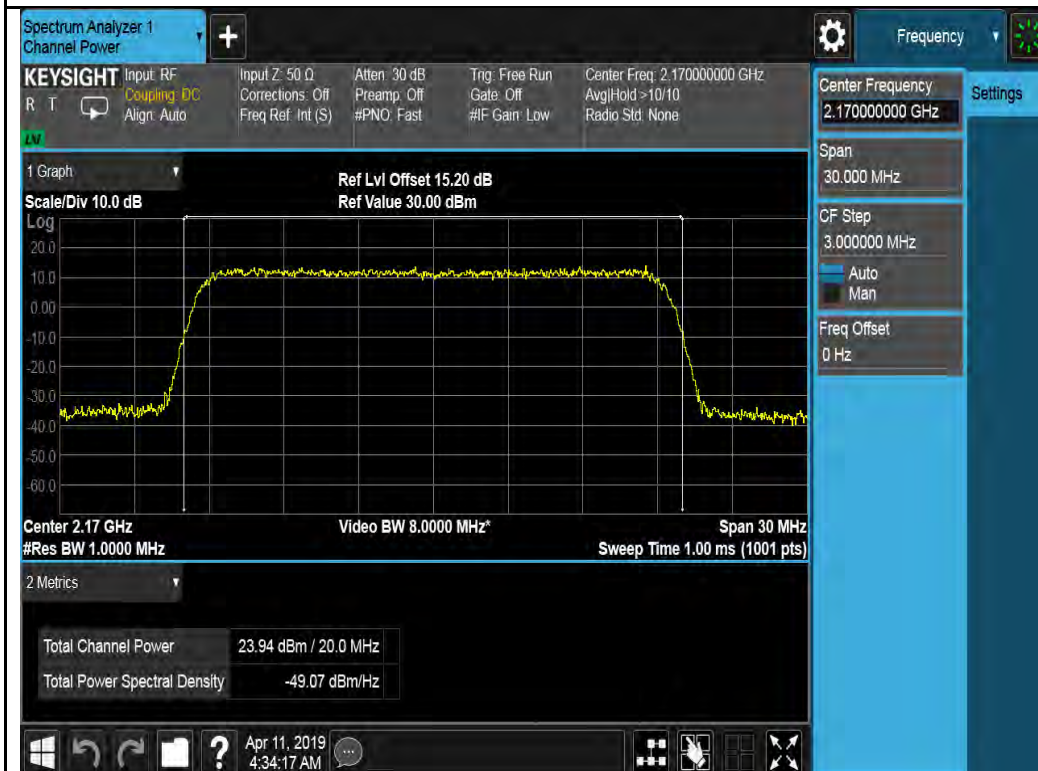 Spectrum Analyzer 1
Channel Power
Frequency
KEYSIGHT Input: RF Input Z: 50 Ω Atten: 30 dB Trig: Free Run Center Freq: 2.170000000 GHz
R T Coupling: DC Corrections: Off Preamp: Off Gate: Off Avg|Hold >10/10
Align: Auto Freq Ref: Int (S) #PNO: Fast #IF Gain: Low Radio Std: None
Center Frequency
2.170000000 GHz
Settings
Span
30.000 MHz
CF Step
3.000000 MHz
Auto
Man
Freq Offset
0 Hz
1 Graph
Ref Lvl Offset 15.20 dB
Scale/Div 10.0 dB Ref Value 30.00 dBm
Log
20.0
10.0
0.00
-10.0
-20.0
-30.0
-40.0
-50.0
-60.0
Center 2.17 GHz Video BW 8.0000 MHz* Span 30 MHz
#Res BW 1.0000 MHz Sweep Time 1.00 ms (1001 pts)
2 Metrics
Total Channel Power 23.94 dBm / 20.0 MHz
Total Power Spectral Density -49.07 dBm/Hz
? Apr 11, 2019
4:34:17 AM